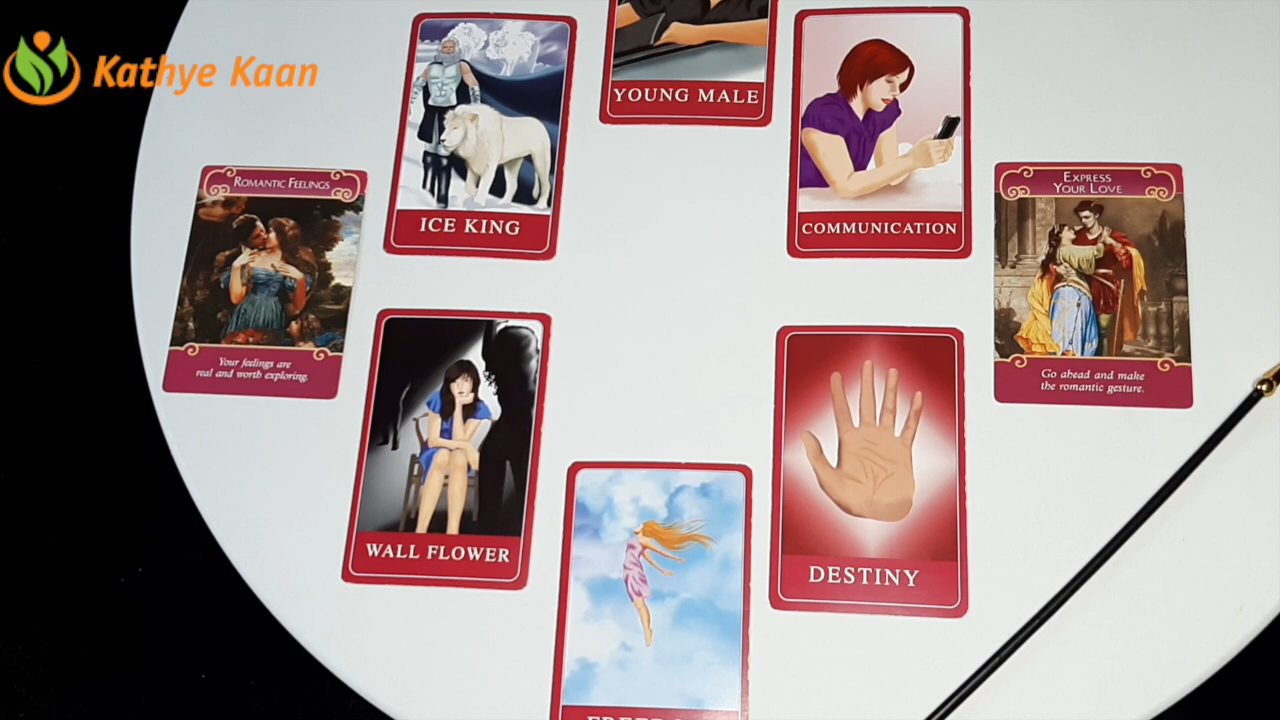 Kathye Kaan
YOUNG MALE
ICE KING
COMMUNICATION
ROMANTIC FEELINGS
Your feelings are
real and worth exploring.
EXPRESS
YOUR LOVE
Go ahead and make
the romantic gesture.
WALL FLOWER
DESTINY